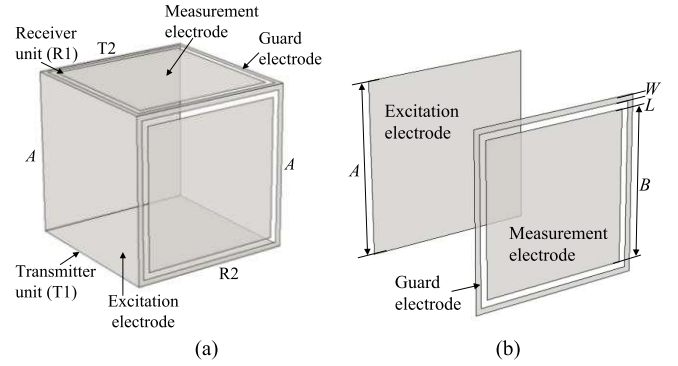 Measurement
electrode
Receiver
unit (R1)
T2
Guard
electrode
A
A
Transmitter
unit (T1)
Excitation
electrode
R2
(a)
Excitation
electrode
W
L
A
B
Measurement
electrode
Guard
electrode
(b)